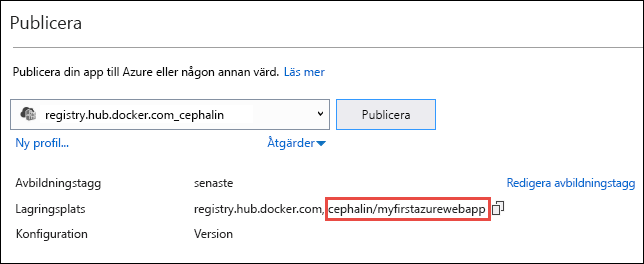 Publicera
Publicera din app till Azure eller någon annan värd. Läs mer
registry.hub.docker.com_cephalin Publicera
Ny profil... Åtgärder
Avbildningstagg senaste Redigera avbildningstagg
Lagringsplats registry.hub.docker.com, cephalin/myfirstazurewebapp
Konfiguration Version